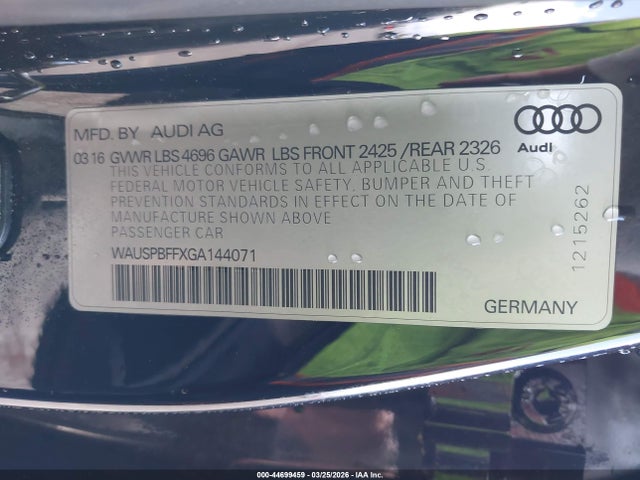 MFD. BY AUDI AG
03 16 GVWR LBS 4696 GAWR LBS FRONT 2425 / REAR 2326
THIS VEHICLE CONFORMS TO ALL APPLICABLE U.S.
FEDERAL MOTOR VEHICLE SAFETY, BUMPER AND THEFT
PREVENTION STANDARDS IN EFFECT ON THE DATE OF
MANUFACTURE SHOWN ABOVE
PASSENGER CAR
WAUSPBFFXGA144071
Audi
1215262
GERMANY
000-44699459 - 03/25/2026 - IAA Inc.